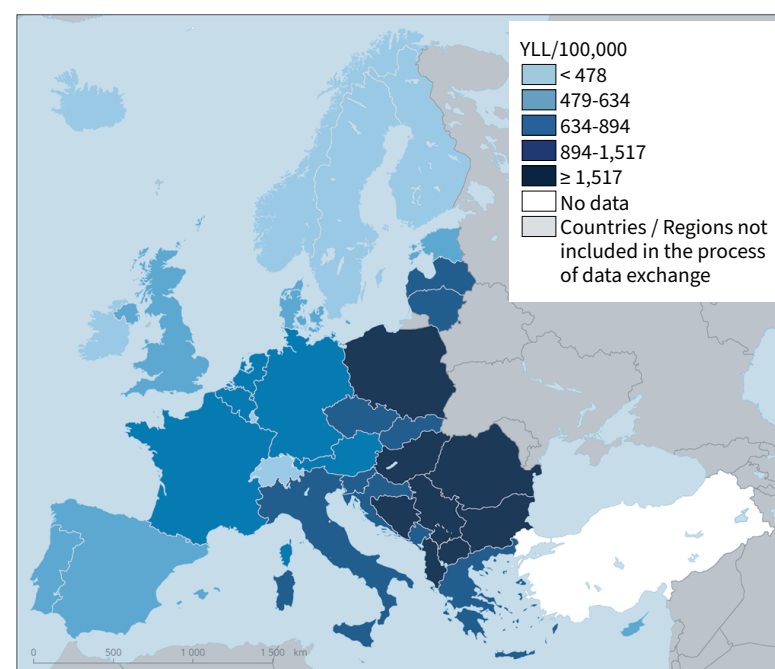 YLL/100,000
< 478
479-634
634-894
894-1,517
≥ 1,517
No data
Countries / Regions not
included in the process
of data exchange
0 500 1 000 1 500 km